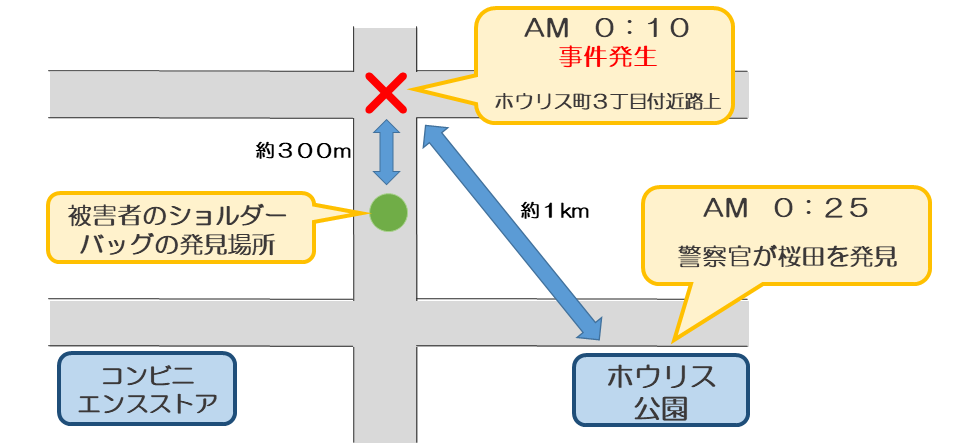 AM　０：１０
事件発生
ホウリス町３丁目付近路上
約３００ｍ
被害者のショルダー
バッグの発見場所
約１㎞
AM　０：２５
警察官が桜田を発見
コンビニ
エンスストア
ホウリス
公園